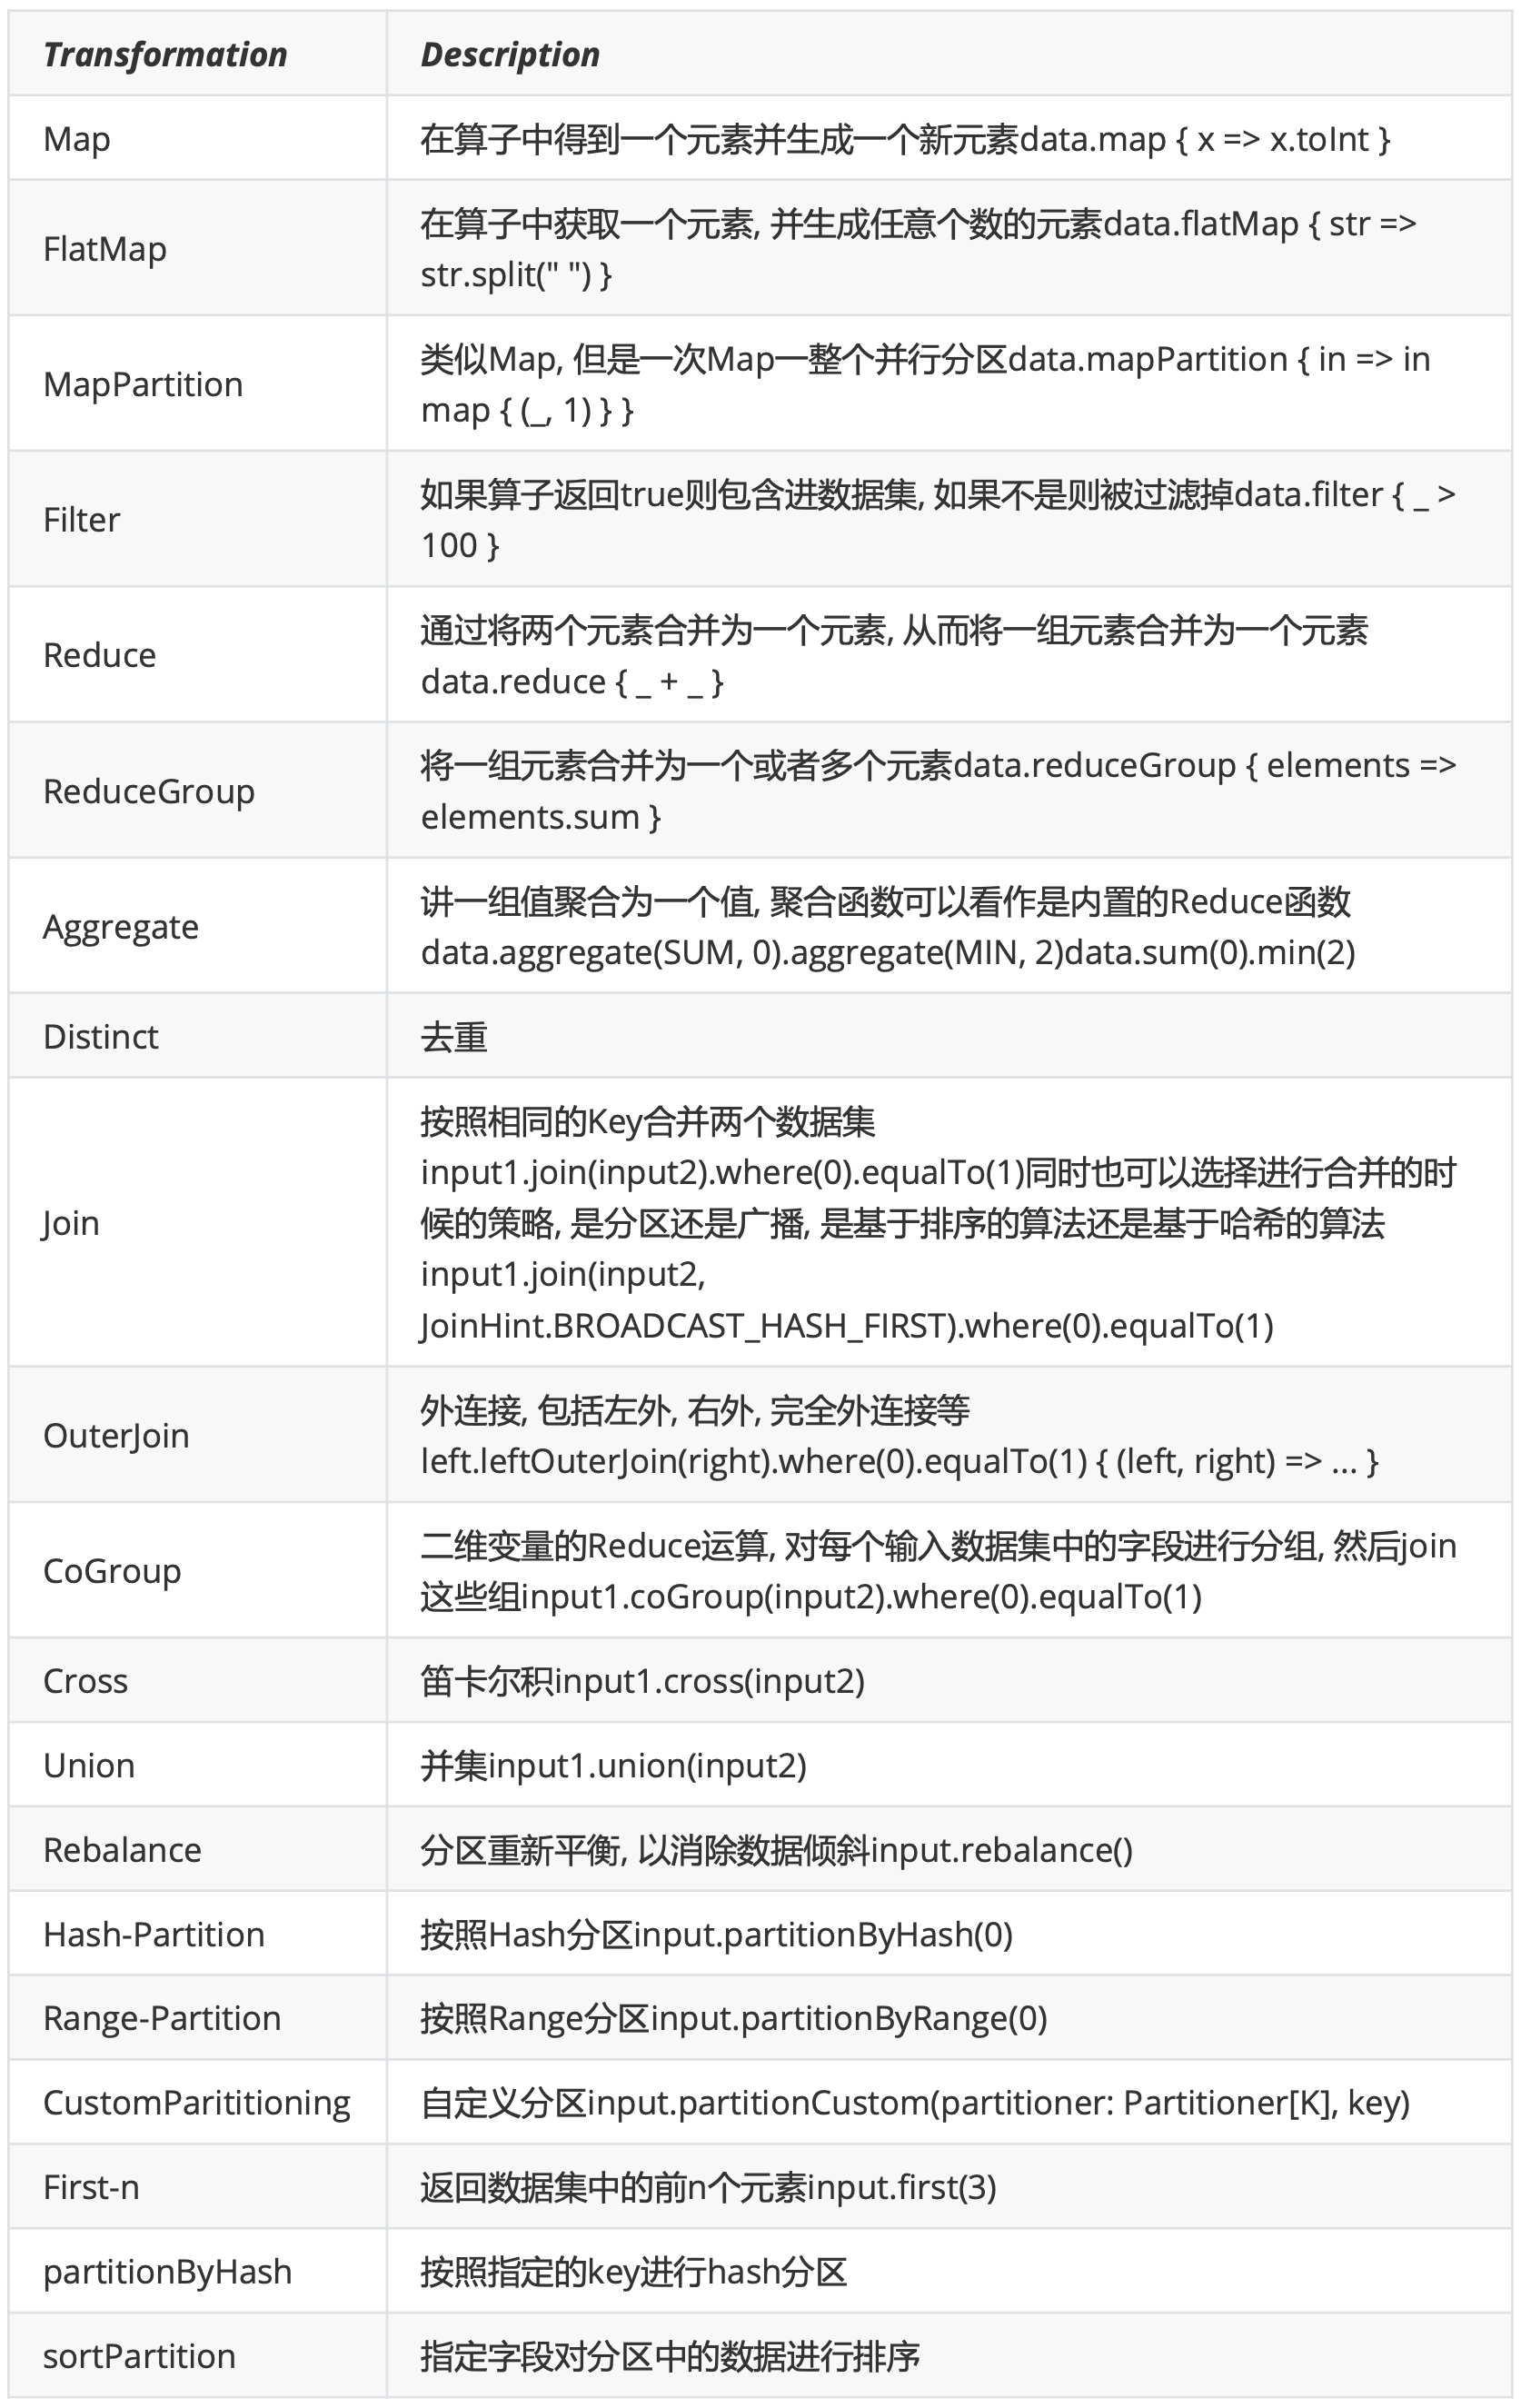 Transformation Description
Map 在算子中得到一个元素并生成一个新元素data.map { x => x.toInt }
FlatMap 在算子中获取一个元素, 并生成任意个数的元素data.flatMap { str =>
str.split(" ") }
MapPartition 类似Map, 但是一次Map一整个并行分区data.mapPartition { in => in
map { (_, 1) } }
Filter 如果算子返回true则包含进数据集, 如果不是则被过滤掉data.filter { _ >
100 }
Reduce 通过将两个元素合并为一个元素, 从而将一组元素合并为一个元素
data.reduce { _ + _ }
ReduceGroup 将一组元素合并为一个或者多个元素data.reduceGroup { elements =>
elements.sum }
Aggregate 讲一组值聚合为一个值, 聚合函数可以看作是内置的Reduce函数
data.aggregate(SUM, 0).aggregate(MIN, 2)data.sum(0).min(2)
Distinct 去重
Join 按照相同的Key合并两个数据集
input1.join(input2).where(0).equalTo(1)同时也可以选择进行合并的时
候的策略, 是分区还是广播, 是基于排序的算法还是基于哈希的算法
input1.join(input2,
JoinHint.BROADCAST_HASH_FIRST).where(0).equalTo(1)
OuterJoin 外连接, 包括左外, 右外, 完全外连接等
left.leftOuterJoin(right).where(0).equalTo(1) { (left, right) => ... }
CoGroup 二维变量的Reduce运算, 对每个输入数据集中的字段进行分组, 然后join
这些组input1.coGroup(input2).where(0).equalTo(1)
Cross 笛卡尔积input1.cross(input2)
Union 并集input1.union(input2)
Rebalance 分区重新平衡, 以消除数据倾斜input.rebalance()
Hash-Partition 按照Hash分区input.partitionByHash(0)
Range-Partition 按照Range分区input.partitionByRange(0)
CustomParititioning 自定义分区input.partitionCustom(partitioner: Partitioner[K], key)
First-n 返回数据集中的前n个元素input.first(3)
partitionByHash 按照指定的key进行hash分区
sortPartition 指定字段对分区中的数据进行排序